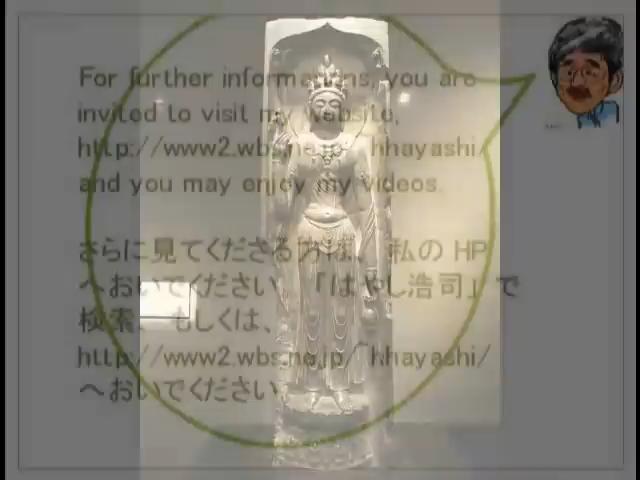 For further informations, you are
invited to visit my website,
http://www2.wbs.ne.jp/~hhayashi/
and you may enjoy my videos.
さらに見てくださる方は、私の HP
へおいでください。「はやし浩司」で
検索、もしくは、
http://www2.wbs.ne.jp/~hhayashi/
へおいでください。